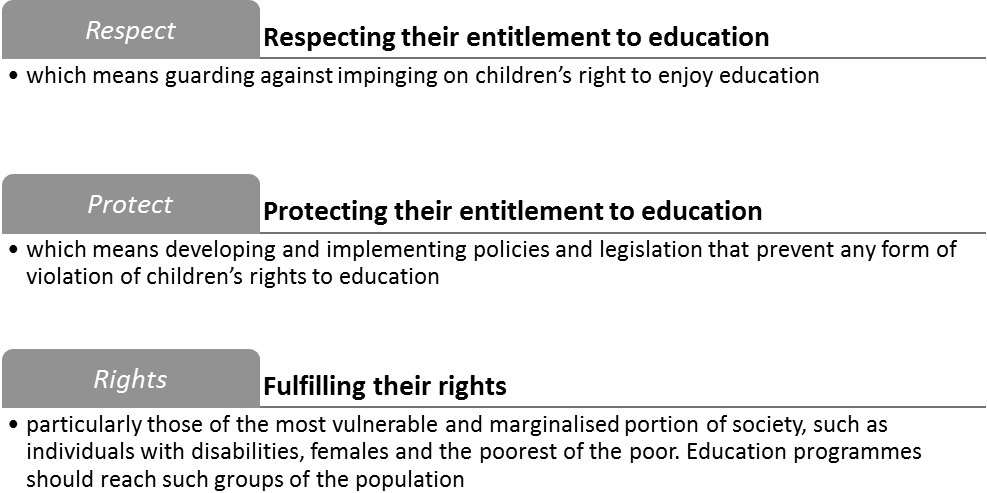 Respect
Respecting their entitlement to education
• which means guarding against impinging on children’s right to enjoy education
Protect
Protecting their entitlement to education
• which means developing and implementing policies and legislation that prevent any form of
violation of children’s rights to education
Rights
Fulfilling their rights
• particularly those of the most vulnerable and marginalised portion of society, such as
individuals with disabilities, females and the poorest of the poor. Education programmes
should reach such groups of the population